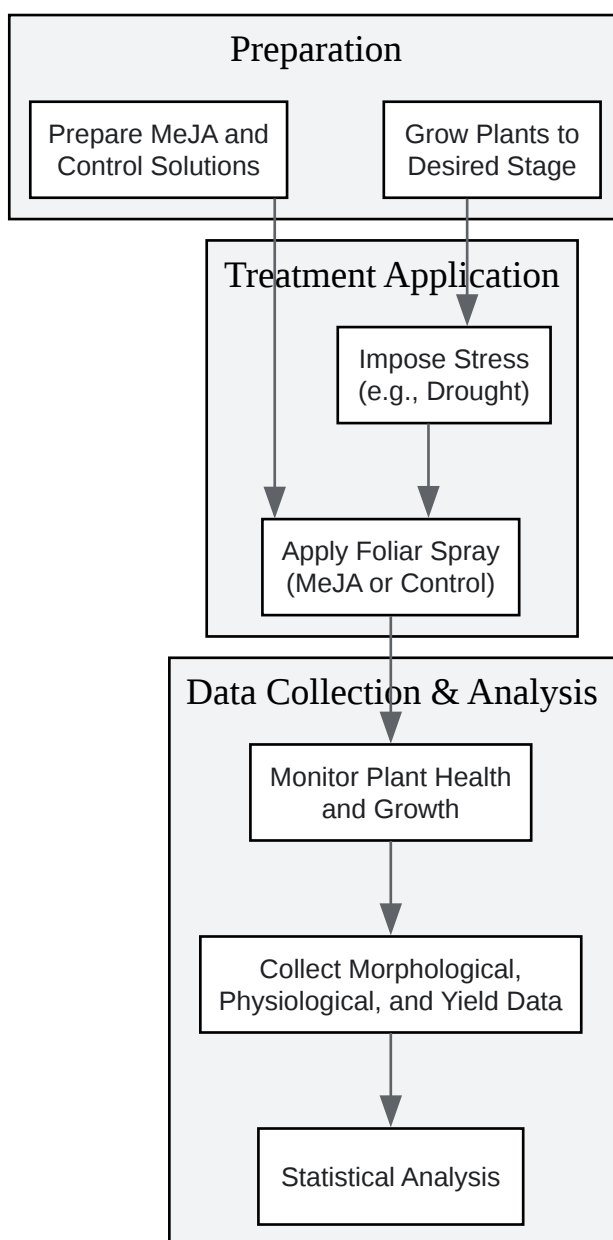 Preparation
Prepare MeJA and
Control Solutions
Grow Plants to
Desired Stage
Treatment Application
Impose Stress
(e.g., Drought)
Apply Foliar Spray
(MeJA or Control)
Data Collection & Analysis
Monitor Plant Health
and Growth
Collect Morphological,
Physiological, and Yield Data
Statistical Analysis